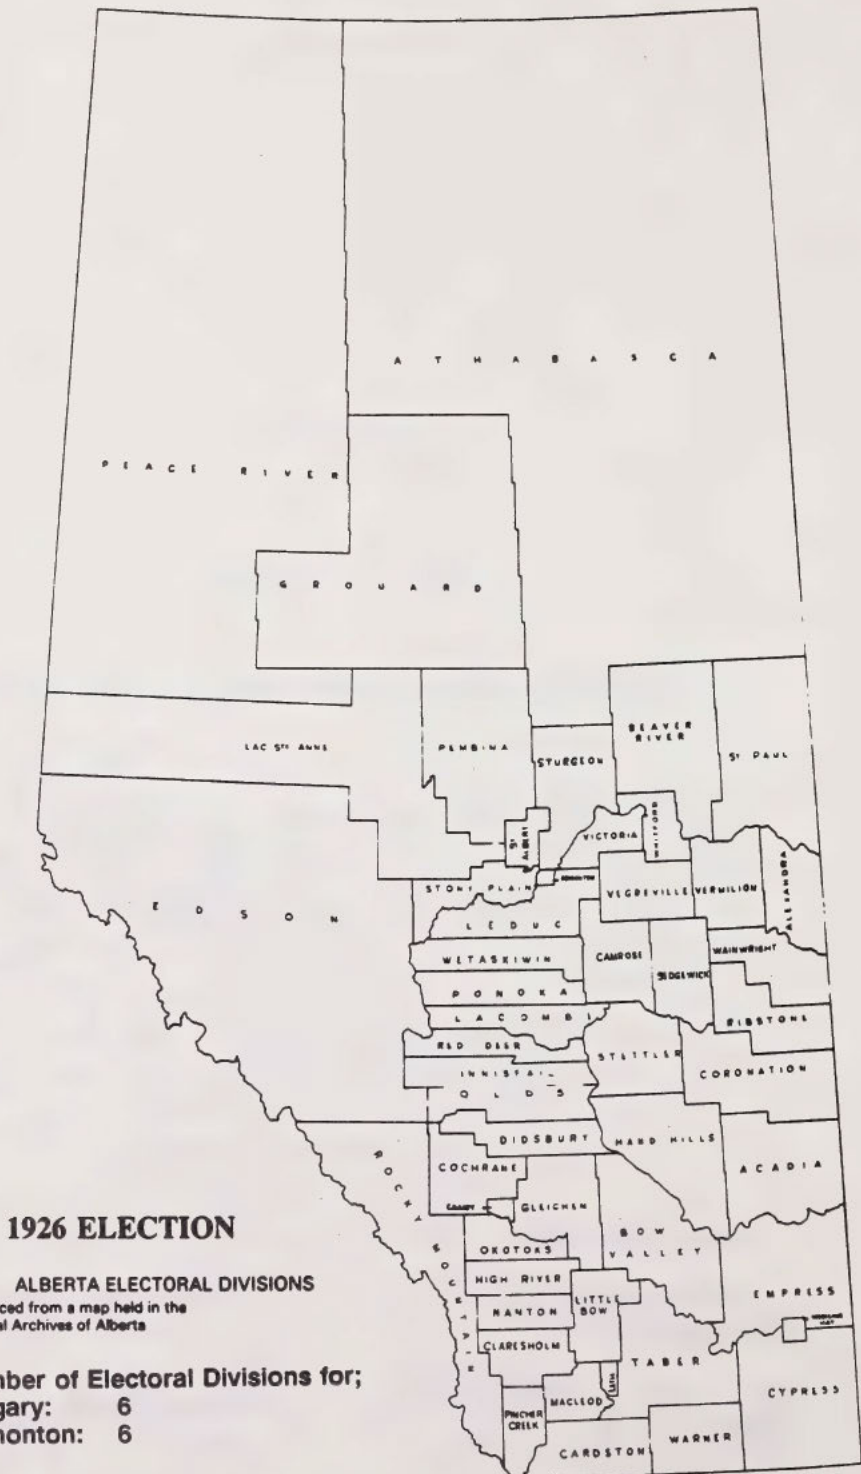 ATHABASCA
PEACE RIVER
GROUARD
BEAVER
RIVER
LAC STE ANNE
PEMBINA
STURGEON
ST PAUL
VICTORIA
WHITFORD
ST
ALBERT
ALEXANDRA
STONY PLAIN
EDMONTON
VEGREVILLE
VERMILION
EDSON
LEDUC
WETASKIWIN
CAMROSE
WAINWRIGHT
SEDGEWICK
PONOKA
LACOMBE
RIBSTONE
RED DEER
STETTLER
INNISFAIL
CORONATION
OLDS
DIDSBURY
HAND HILLS
COCHRANE
ACADIA
ROCKY MOUNTAIN
CALGARY
GLEICHEN
BOW
VALLEY
OKOTOKS
HIGH RIVER
EMPRESS
LITTLE
BOW
NANTON
MEDICINE
HAT
CLARESHOLM
TABER
CYPRESS
LETH
MACLEOD
PINCHER
CREEK
WARNER
CARDSTON
1926 ELECTION
ALBERTA ELECTORAL DIVISIONS
ced from a map held in the
al Archives of Alberta
ber of Electoral Divisions for;
gary: 6
monton: 6